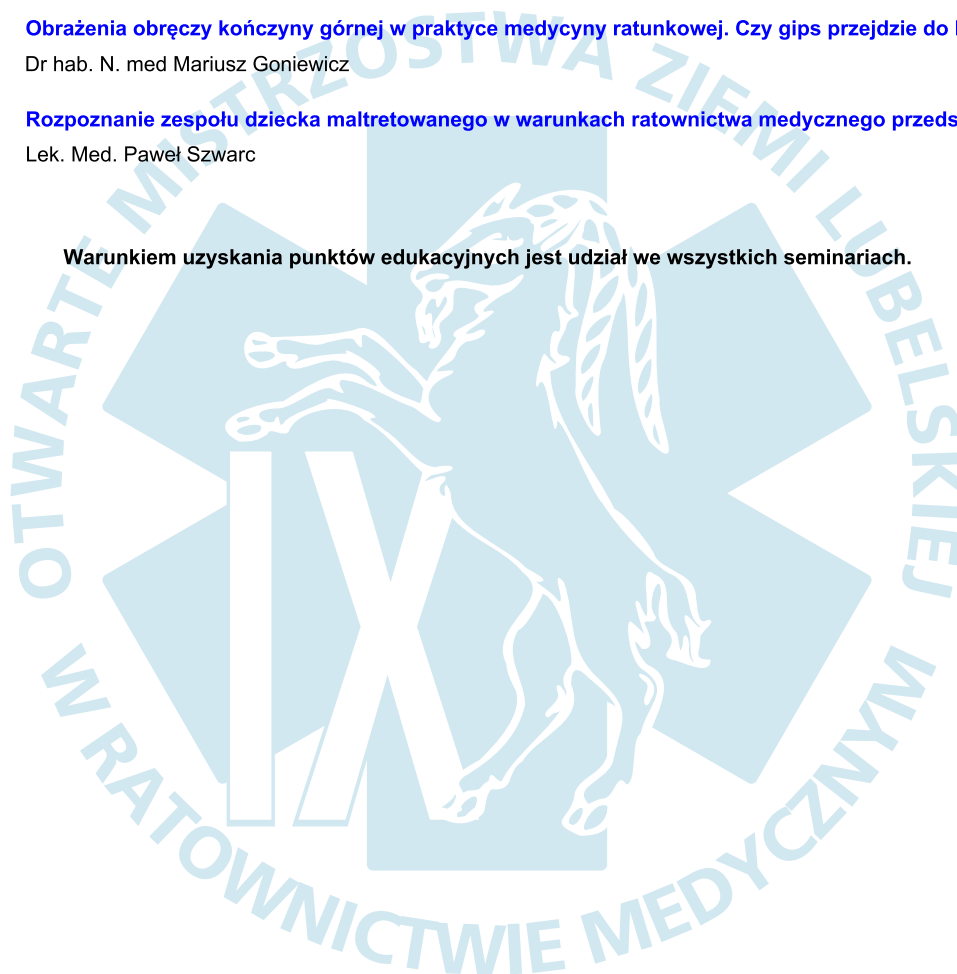 Obrażenia obręczy kończyny górnej w praktyce medycyny ratunkowej. Czy gips przejdzie do
Dr hab. N. med Mariusz Goniewicz
Rozpoznanie zespołu dziecka maltretowanego w warunkach ratownictwa medycznego przeds
Lek. Med. Paweł Szwarc
Warunkiem uzyskania punktów edukacyjnych jest udział we wszystkich seminariach.
OTWARTE MISTRZOSTWA ZIEMI LUBELSKIEJ
IX
W RATOWNICTWIE MEDYCZNYM